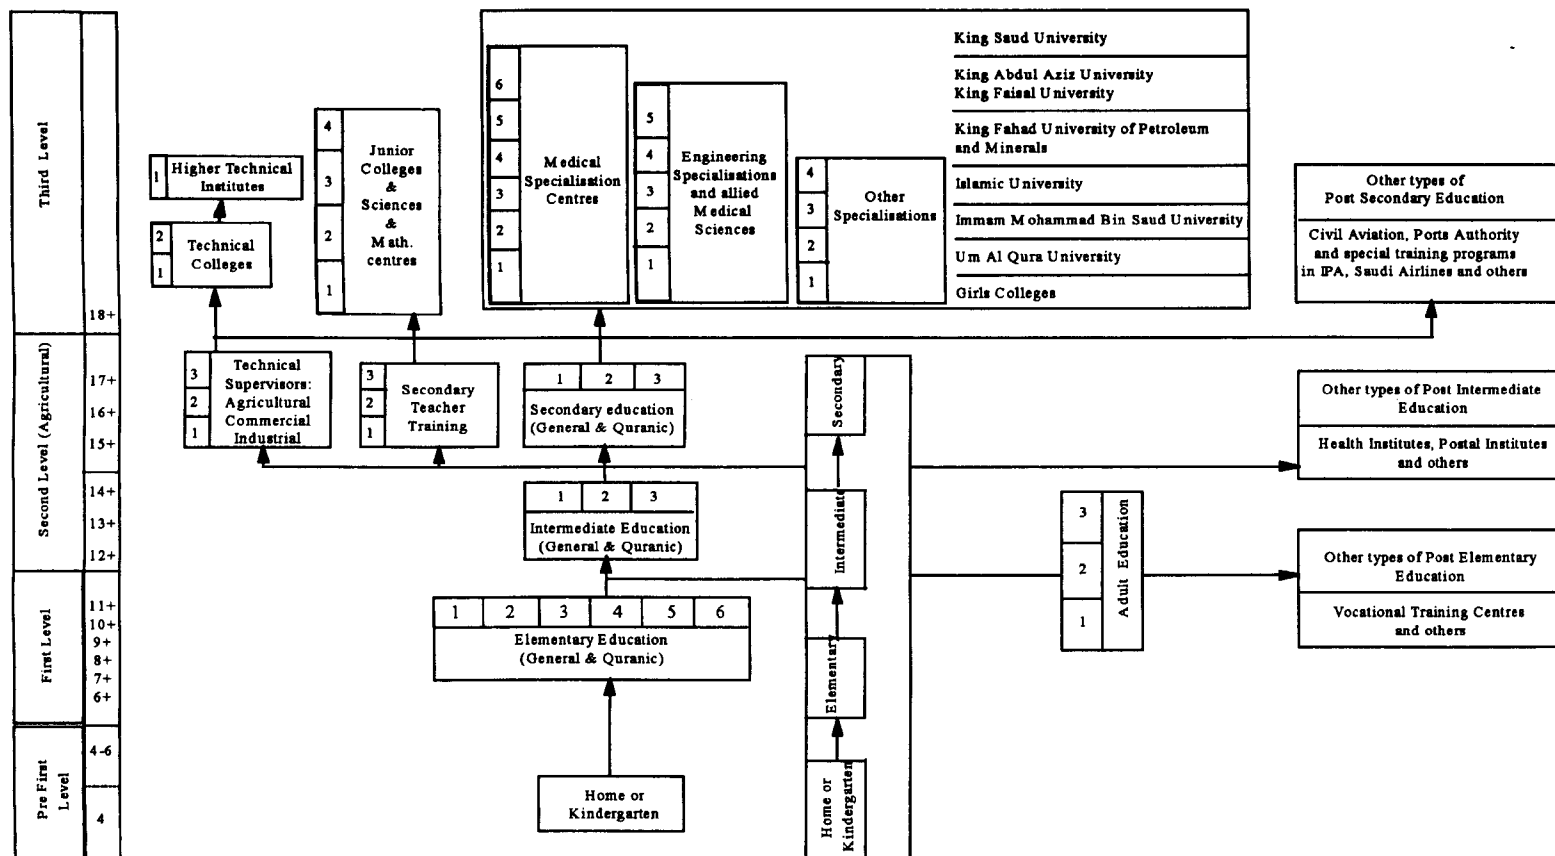 Third Level
18+
Second Level (Agricultural)
17+
16+
15+
14+
13+
12+
First Level
11+
10+
9+
8+
7+
6+
Pre First
Level
4-6
4
1
Higher Technical
Institutes
2
1
Technical
Colleges
4
3
2
1
Junior
Colleges
&
Sciences
&
Math.
centres
6
5
4
3
2
1
Medical
Specialisation
Centres
5
4
3
2
1
Engineering
Specialisations
and allied
Medical
Sciences
4
3
2
1
Other
Specialisations
King Saud University
King Abdul Aziz University
King Faisal University
King Fahad University of Petroleum
and Minerals
Islamic University
Immam Mohammad Bin Saud University
Um Al Qura University
Girls Colleges
Other types of
Post Secondary Education
Civil Aviation, Ports Authority
and special training programs
in IPA, Saudi Airlines and others
3
2
1
Technical
Supervisors:
Agricultural
Commercial
Industrial
3
2
1
Secondary
Teacher
Training
1 2 3
Secondary education
(General & Quranic)
1 2 3
Intermediate Education
(General & Quranic)
1 2 3 4 5 6
Elementary Education
(General & Quranic)
Home or
Kindergarten
Secondary
Intermediate
Elementary
Home or
Kindergarten
3
2
1
Adult Education
Other types of Post Intermediate
Education
Health Institutes, Postal Institutes
and others
Other types of Post Elementary
Education
Vocational Training Centres
and others